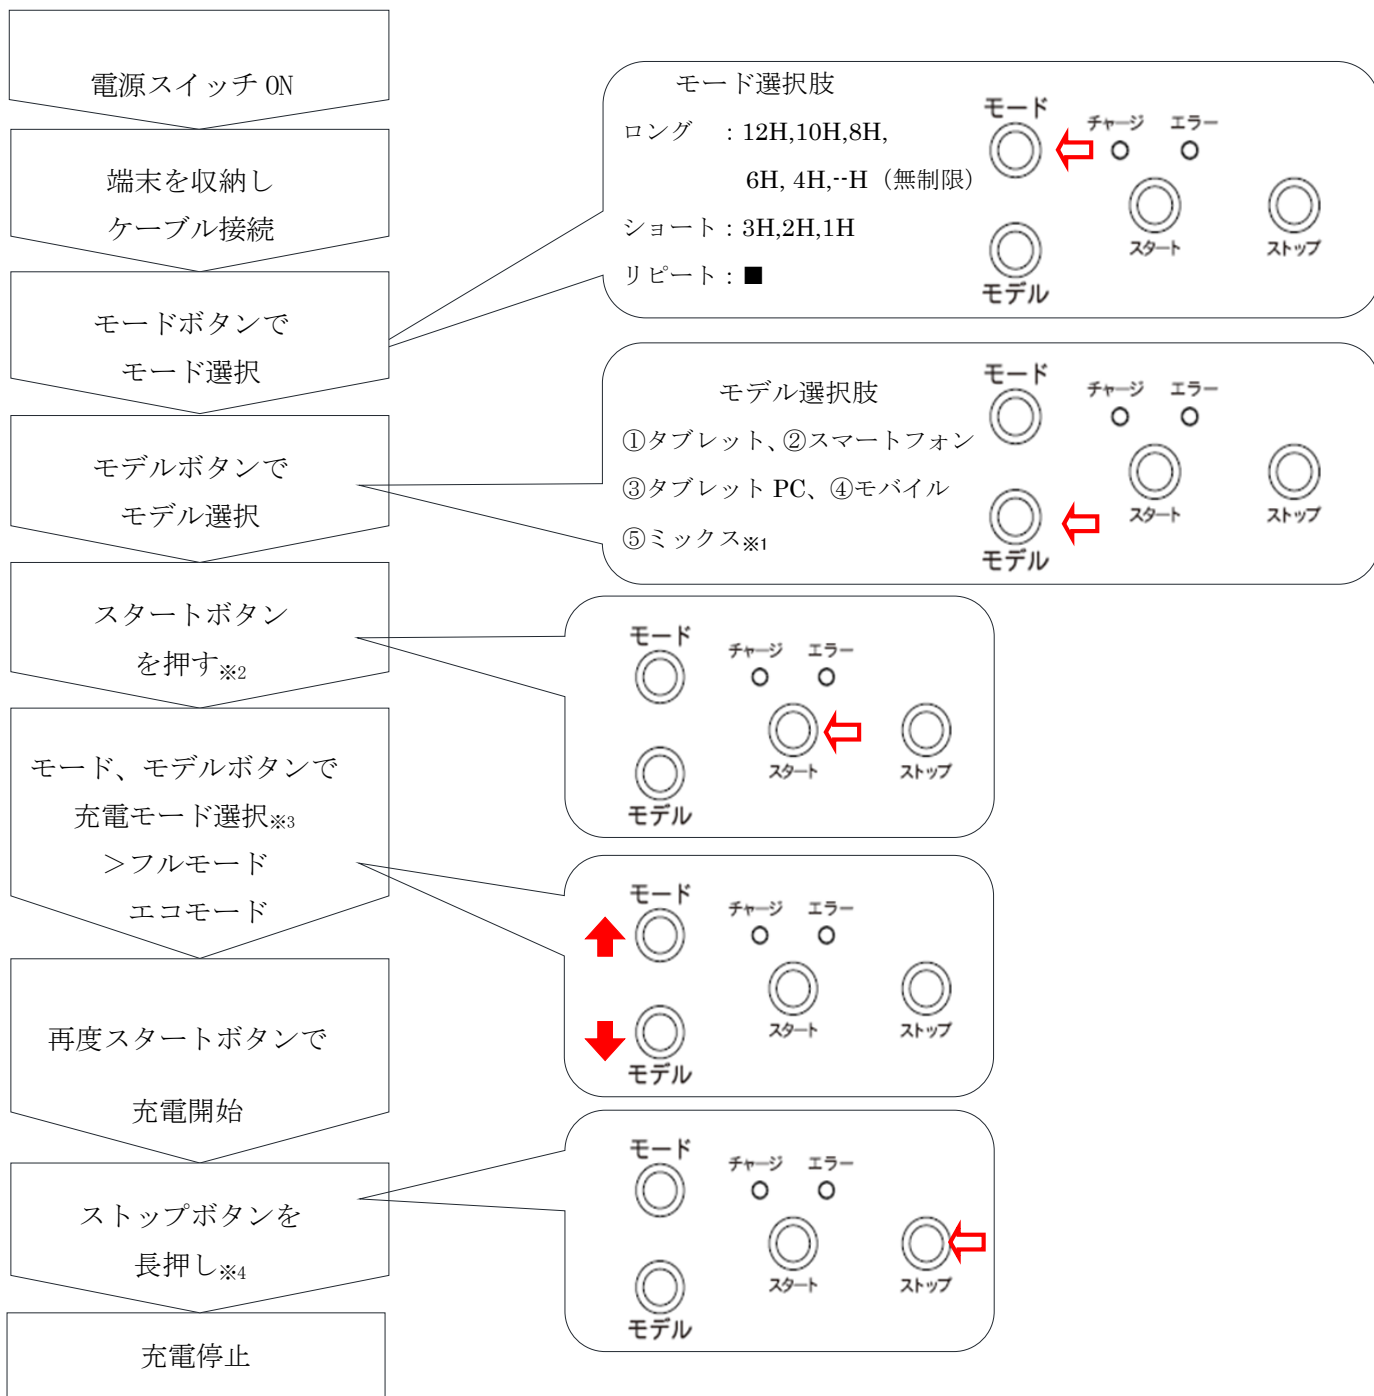 電源スイッチ ON
端末を収納し
ケーブル接続
モードボタンで
モード選択
モデルボタンで
モデル選択
スタートボタン
を押す※2
モード、モデルボタンで
充電モード選択※3
＞フルモード
エコモード
再度スタートボタンで
充電開始
ストップボタンを
長押し※4
充電停止
モード選択肢
ロング ：12H,10H,8H,
6H, 4H,--H（無制限）
ショート：3H,2H,1H
リピート：■
モード
チャージ エラー
スタート ストップ
モデル
モデル選択肢
①タブレット、②スマートフォン
③タブレット PC、④モバイル
⑤ミックス※1
モード
チャージ エラー
スタート ストップ
モデル
モード
チャージ エラー
スタート ストップ
モデル
モード
チャージ エラー
スタート ストップ
モデル
モード
チャージ エラー
スタート ストップ
モデル